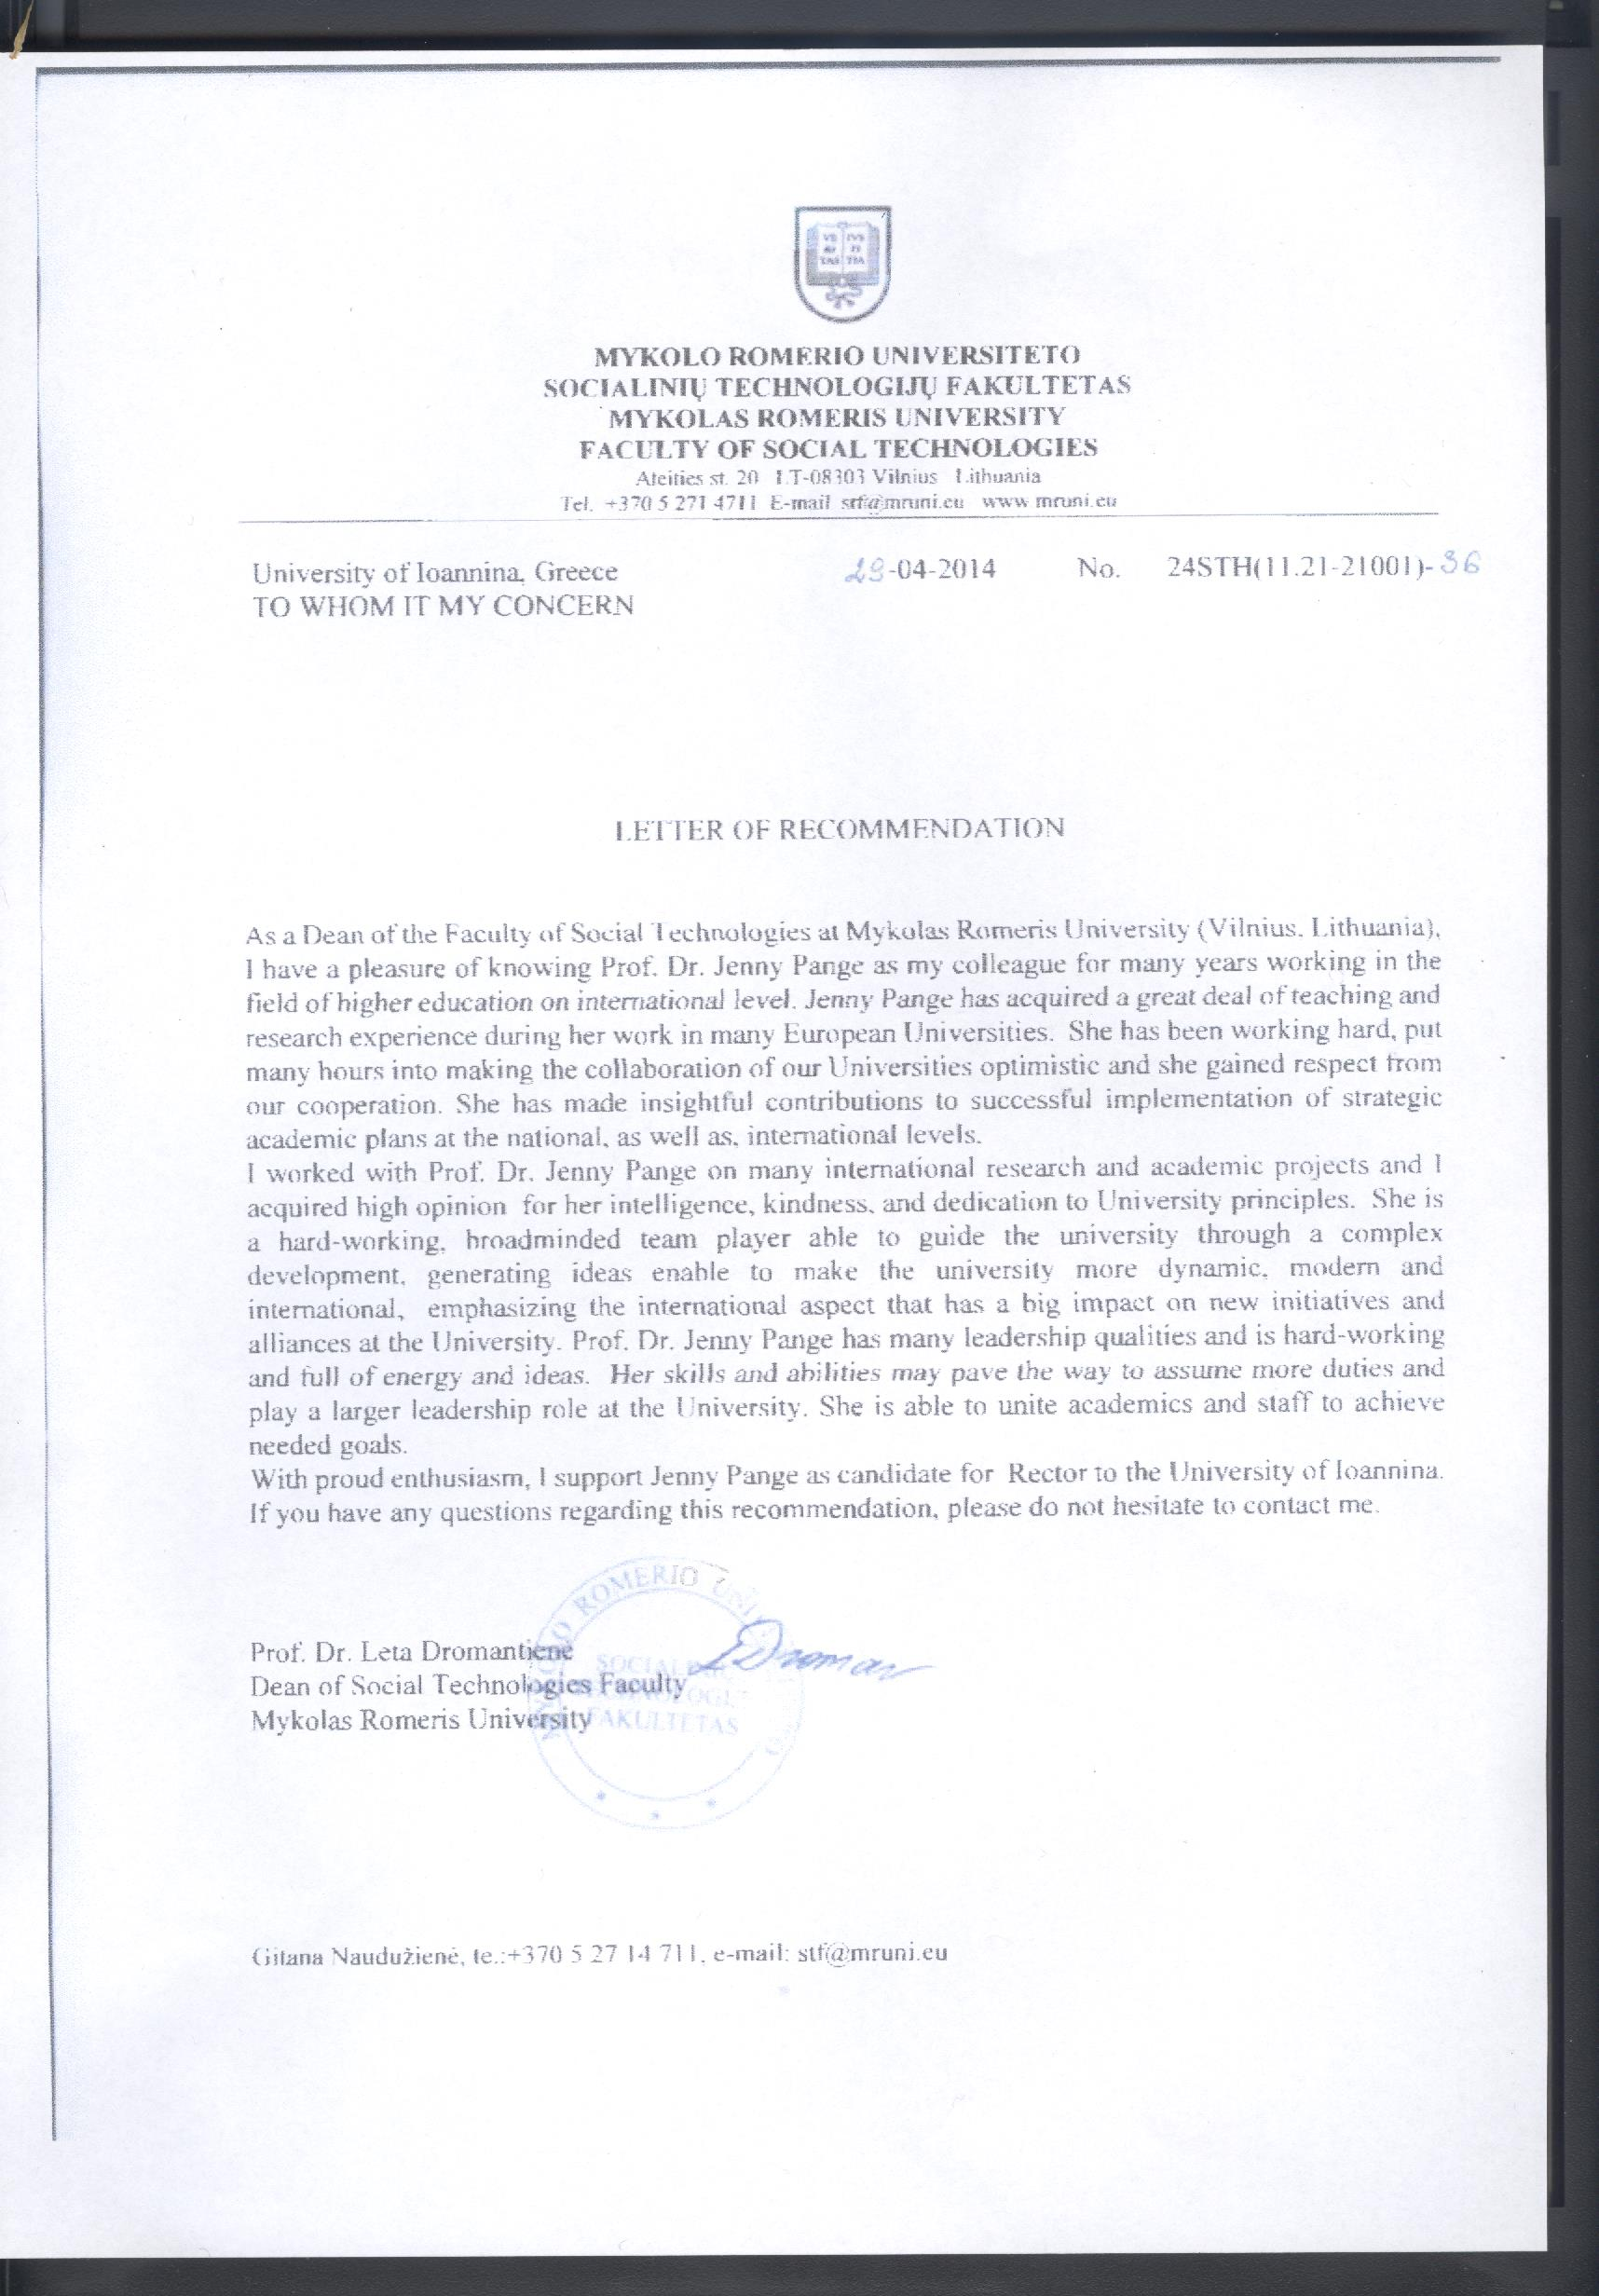 VE IVS
RI TI
TAS TIA
MYKOLO ROMERIO UNIVERSITETO
SOCIALINIŲ TECHNOLOGIJŲ FAKULTETAS
MYKOLAS ROMERIS UNIVERSITY
FACULTY OF SOCIAL TECHNOLOGIES
Ateities st. 20 LT-08303 Vilnius Lithuania
Tel. +370 5 271 4711 E-mail stf@mruni.eu www mruni.eu
University of Ioannina, Greece 29-04-2014 No. 24STH(11.21-21001)-36
TO WHOM IT MY CONCERN
LETTER OF RECOMMENDATION
As a Dean of the Faculty of Social Technologies at Mykolas Romeris University (Vilnius, Lithuania),
I have a pleasure of knowing Prof. Dr. Jenny Pange as my colleague for many years working in the
field of higher education on international level. Jenny Pange has acquired a great deal of teaching and
research experience during her work in many European Universities. She has been working hard, put
many hours into making the collaboration of our Universities optimistic and she gained respect from
our cooperation. She has made insightful contributions to successful implementation of strategic
academic plans at the national, as well as, international levels.
I worked with Prof. Dr. Jenny Pange on many international research and academic projects and I
acquired high opinion for her intelligence, kindness, and dedication to University principles. She is
a hard-working, broadminded team player able to guide the university through a complex
development, generating ideas enable to make the university more dynamic, modern and
international, emphasizing the international aspect that has a big impact on new initiatives and
alliances at the University. Prof. Dr. Jenny Pange has many leadership qualities and is hard-working
and full of energy and ideas. Her skills and abilities may pave the way to assume more duties and
play a larger leadership role at the University. She is able to unite academics and staff to achieve
needed goals.
With proud enthusiasm, I support Jenny Pange as candidate for Rector to the University of Ioannina.
If you have any questions regarding this recommendation, please do not hesitate to contact me.
ROMERIO
Prof. Dr. Leta Dromantienė
Dean of Social Technologies Faculty
Mykolas Romeris University
FAKULTETAS
Gitana Naudužienė, te.:+370 5 27 14 711, e-mail: stf@mruni.eu